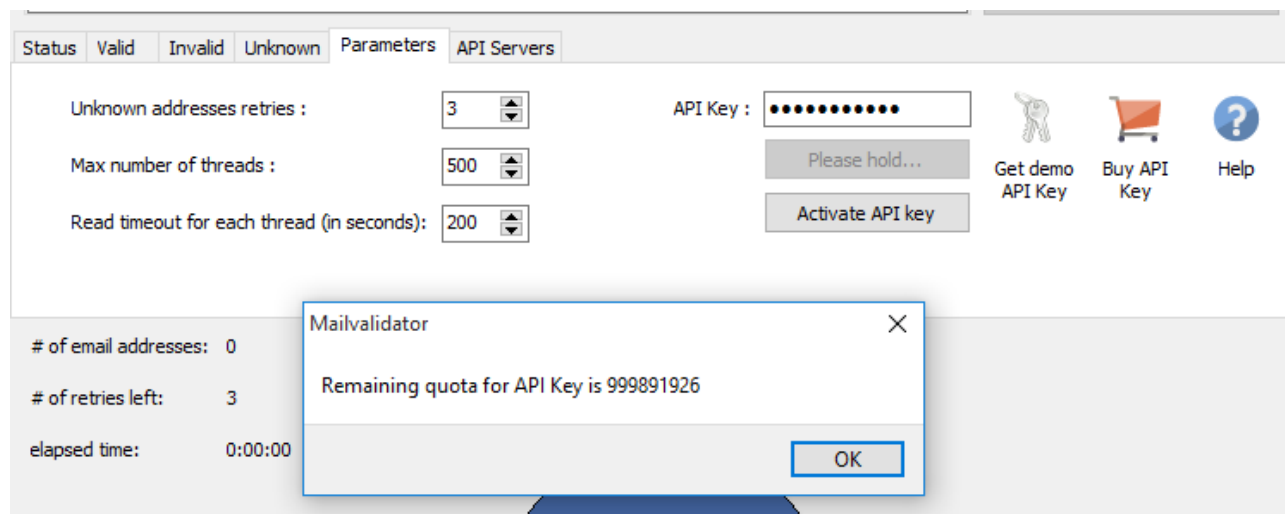 Status Valid Invalid Unknown Parameters API Servers
Unknown addresses retries : 3 API Key : ●●●●●●●●●●●
Max number of threads : 500 Please hold... Get demo API Key Buy API Key Help
Read timeout for each thread (in seconds): 200 Activate API key
Mailvalidator
# of email addresses: 0
Remaining quota for API Key is 999891926
# of retries left: 3
elapsed time: 0:00:00 OK